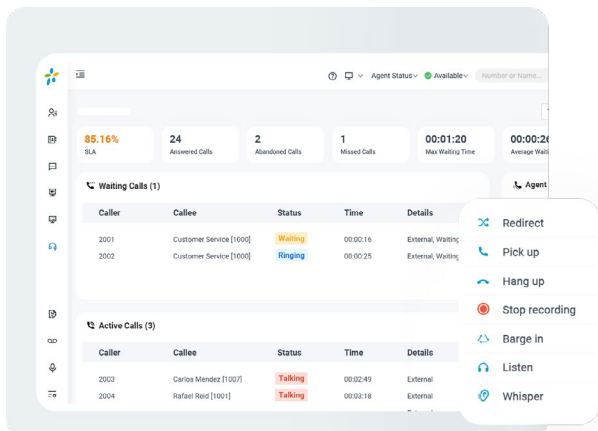 Agent Status Available Number or Name...
85.16% 24 2 1 00:01:20 00:00:26
SLA Answered Calls Abandoned Calls Missed Calls Max Waiting Time Average
Waiting Calls (1) Agent
Caller Callee Status Time Details
2001 Customer Service [1000] Waiting 00:00:16 External, Waiting
2002 Customer Service [1000] Ringing 00:00:25 External, Waiting
Active Calls (3)
Caller Callee Status Time Details
2003 Carlos Mendez [1007] Talking 00:02:49 External
2004 Rafael Reid [1001] Talking 00:03:18 External
Redirect
Pick up
Hang up
Stop recording
Barge in
Listen
Whisper